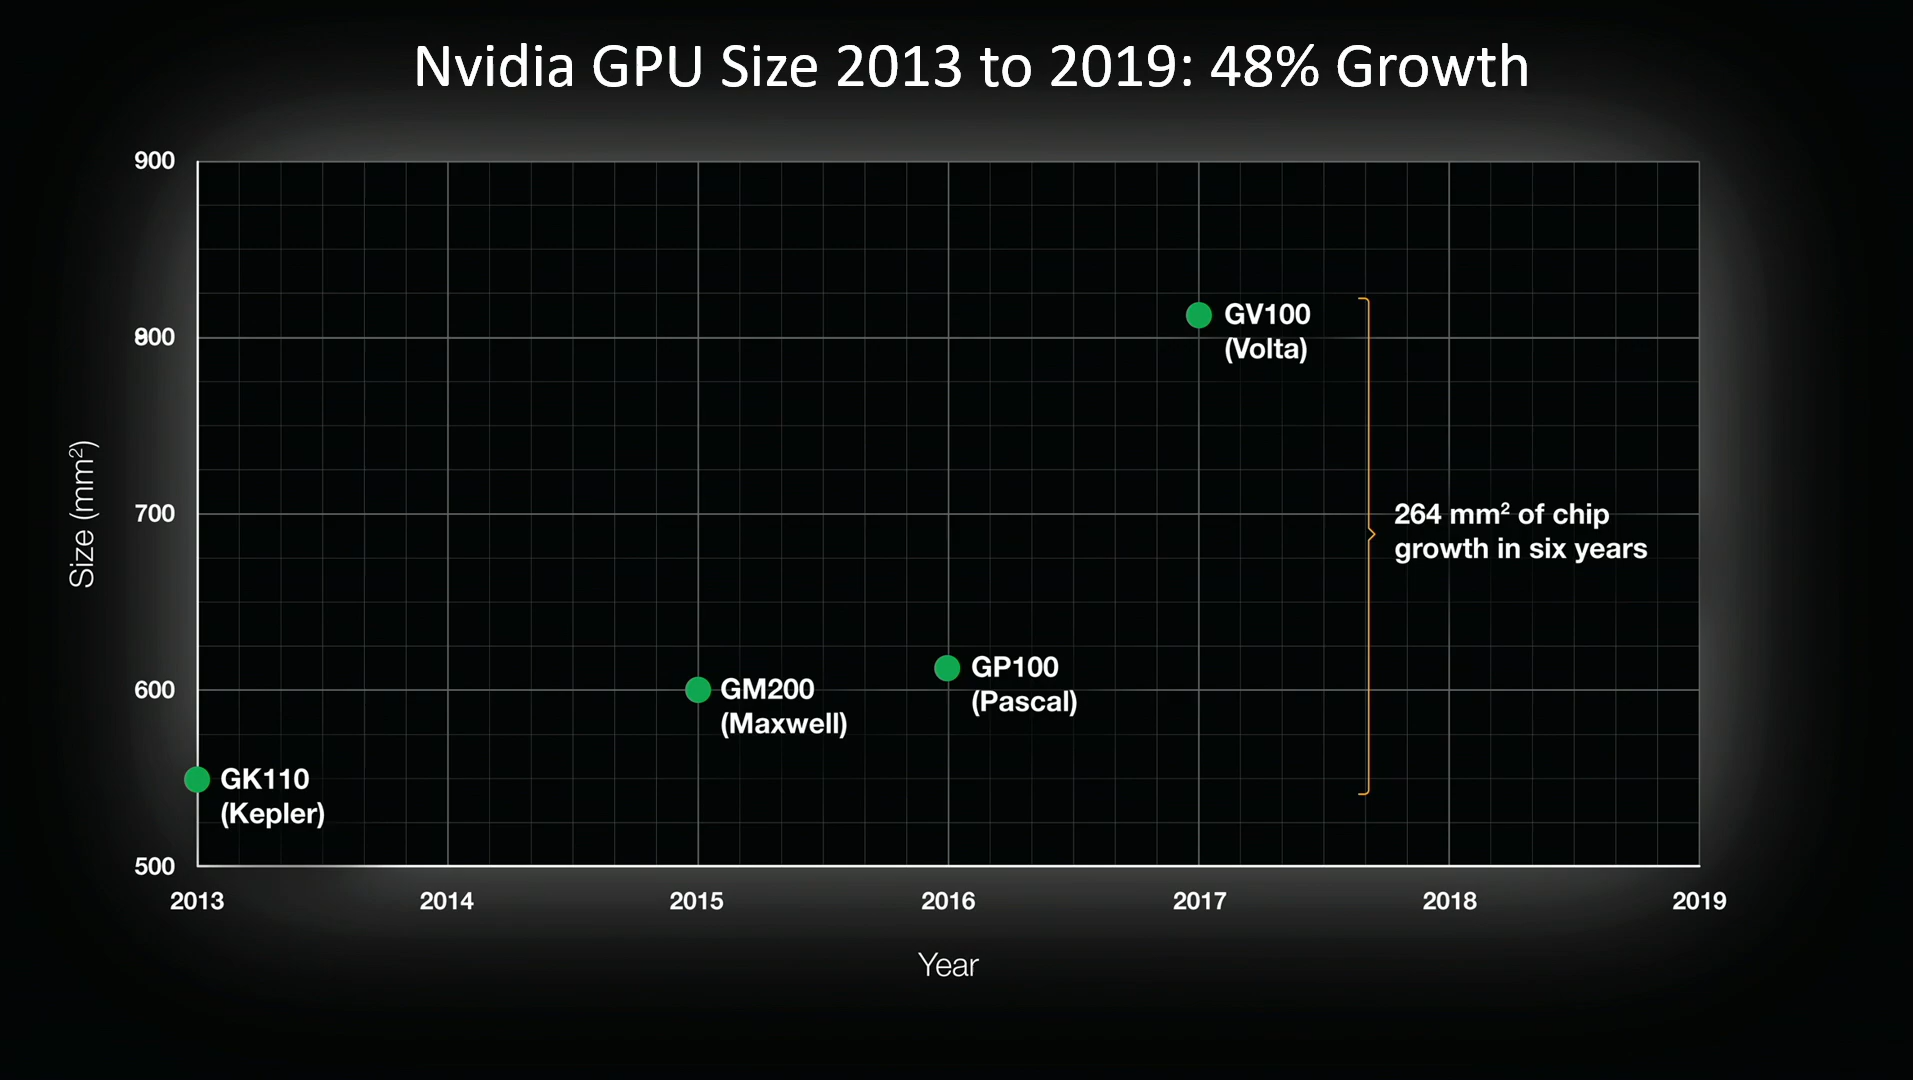 Nvidia GPU Size 2013 to 2019: 48% Growth
900
800
700
600
500
Size (mm²)
GV100
(Volta)
264 mm² of chip
growth in six years
GP100
(Pascal)
GM200
(Maxwell)
GK110
(Kepler)
2013 2014 2015 2016 2017 2018 2019
Year